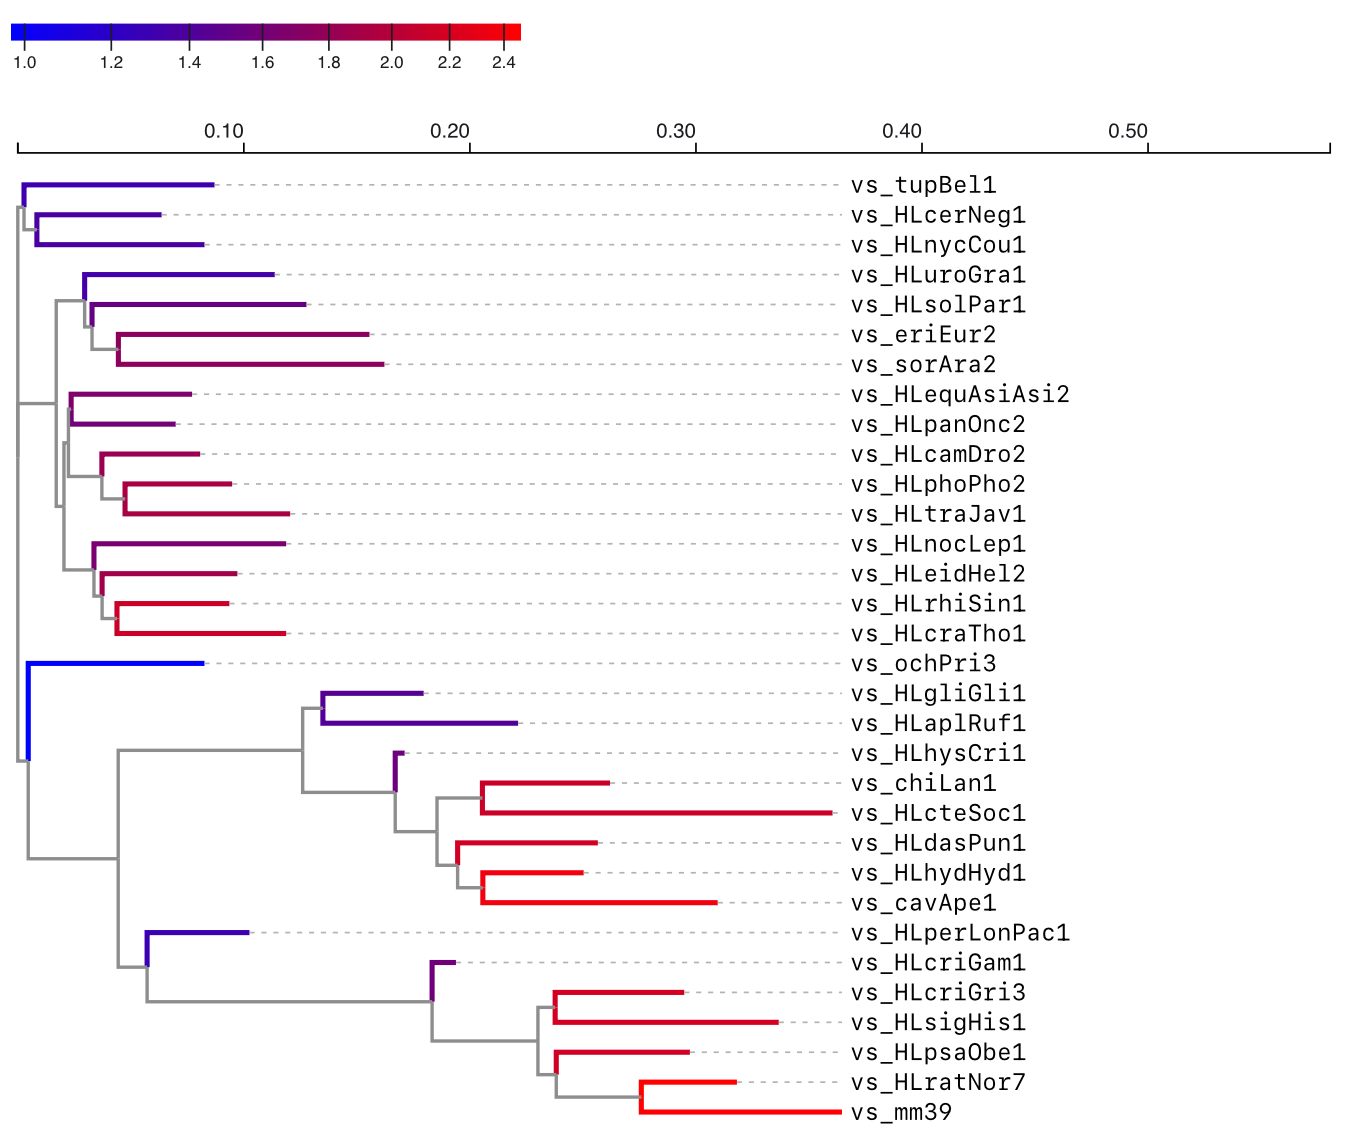 1.0 1.2 1.4 1.6 1.8 2.0 2.2 2.4
0.10 0.20 0.30 0.40 0.50
vs_tupBel1
vs_HLcerNeg1
vs_HLnycCou1
vs_HLuroGra1
vs_HLsolPar1
vs_eriEur2
vs_sorAra2
vs_HLequAsiAsi2
vs_HLpanOnc2
vs_HLcamDro2
vs_HLphoPho2
vs_HLtraJav1
vs_HLnocLep1
vs_HLeidHel2
vs_HLrhiSin1
vs_HLcraTho1
vs_ochPri3
vs_HLgliGli1
vs_HLaplRuf1
vs_HLhysCri1
vs_chiLan1
vs_HLcteSoc1
vs_HLdasPun1
vs_HLhydHyd1
vs_cavApe1
vs_HLperLonPac1
vs_HLcriGam1
vs_HLcriGri3
vs_HLsigHis1
vs_HLpsaObe1
vs_HLratNor7
vs_mm39